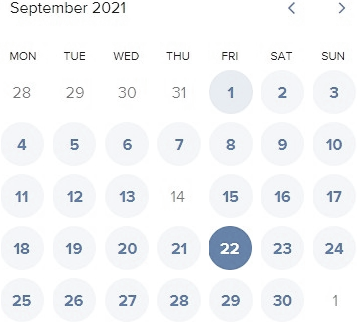 September 2021
MON TUE WED THU FRI SAT SUN
28 29 30 31 1 2 3
4 5 6 7 8 9 10
11 12 13 14 15 16 17
18 19 20 21 22 23 24
25 26 27 28 29 30 1